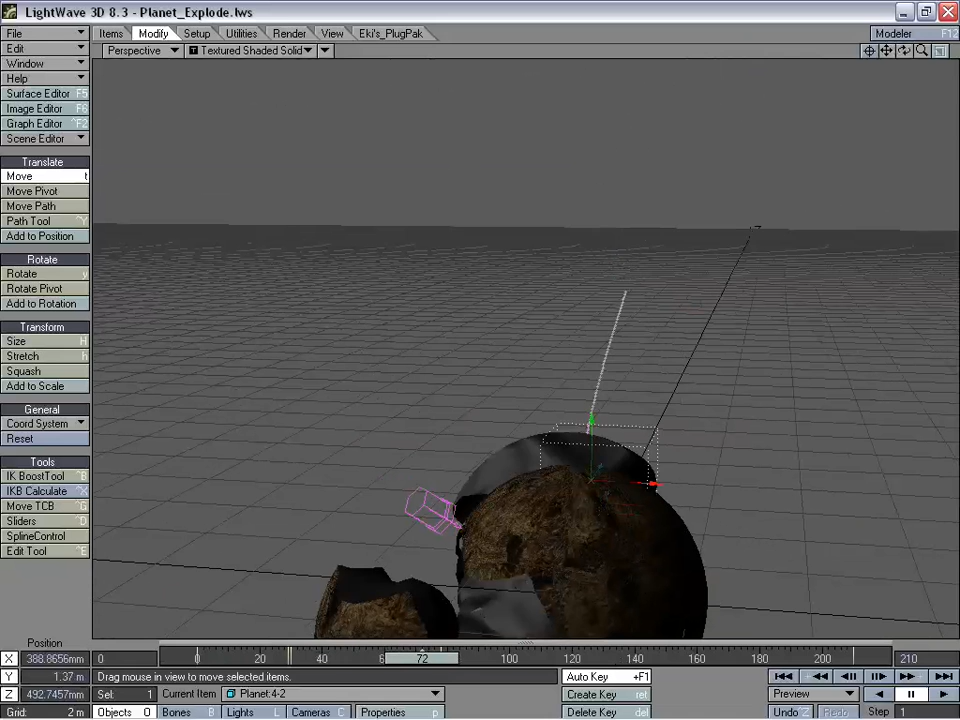 LightWave 3D 8.3 - Planet_Explode.lws
Items Modify Setup Utilities Render View Eki's_PlugPak Modeler F12
File
Edit
Window
Help
Perspective Textured Shaded Solid
Surface Editor F5
Image Editor F6
Graph Editor ^F2
Scene Editor
Translate
Move t
Move Pivot
Move Path
Path Tool ^Y
Add to Position
Rotate
Rotate y
Rotate Pivot
Add to Rotation
Transform
Size H
Stretch h
Squash
Add to Scale
General
Coord System
Reset
Tools
IK BoostTool ^B
IKB Calculate ^X
Move TCB ^G
Sliders ^D
SplineControl
Edit Tool ^E
Position
X 388.8656mm 0 0 20 40 6 72 100 120 140 160 180 200 210
Y 1.37 m Drag mouse in view to move selected items. Auto Key +F1
Z 492.7457mm Sel: 1 Current Item Planet:4-2 Create Key ret
Grid: 2 m Objects O Bones B Lights L Cameras C Properties p Delete Key del
Preview
Undo ^Z Redo Z Step 1